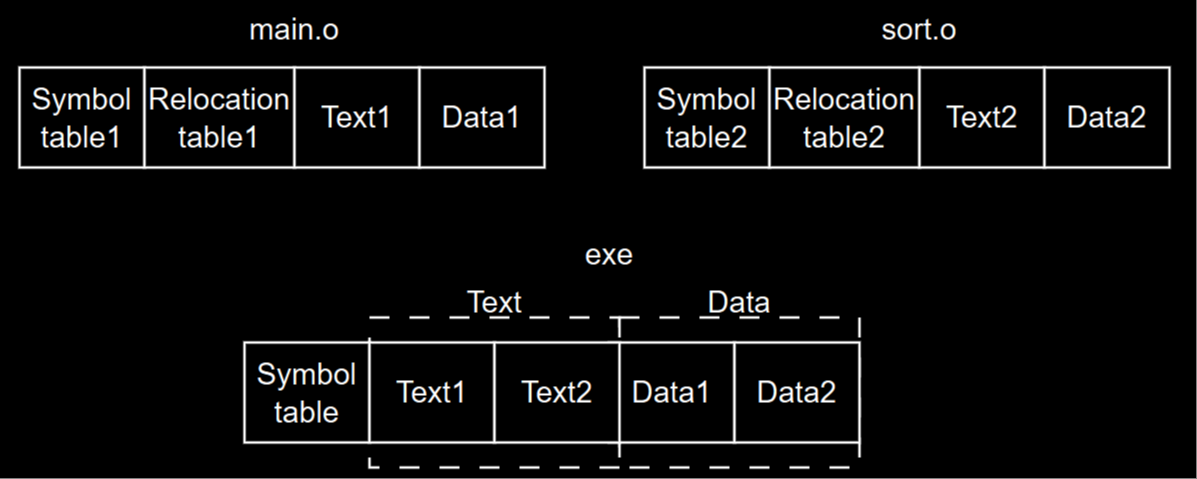 main.o
sort.o
Symbol
table1
Relocation
table1
Text1
Data1
Symbol
table2
Relocation
table2
Text2
Data2
exe
Text
Data
Symbol
table
Text1
Text2
Data1
Data2